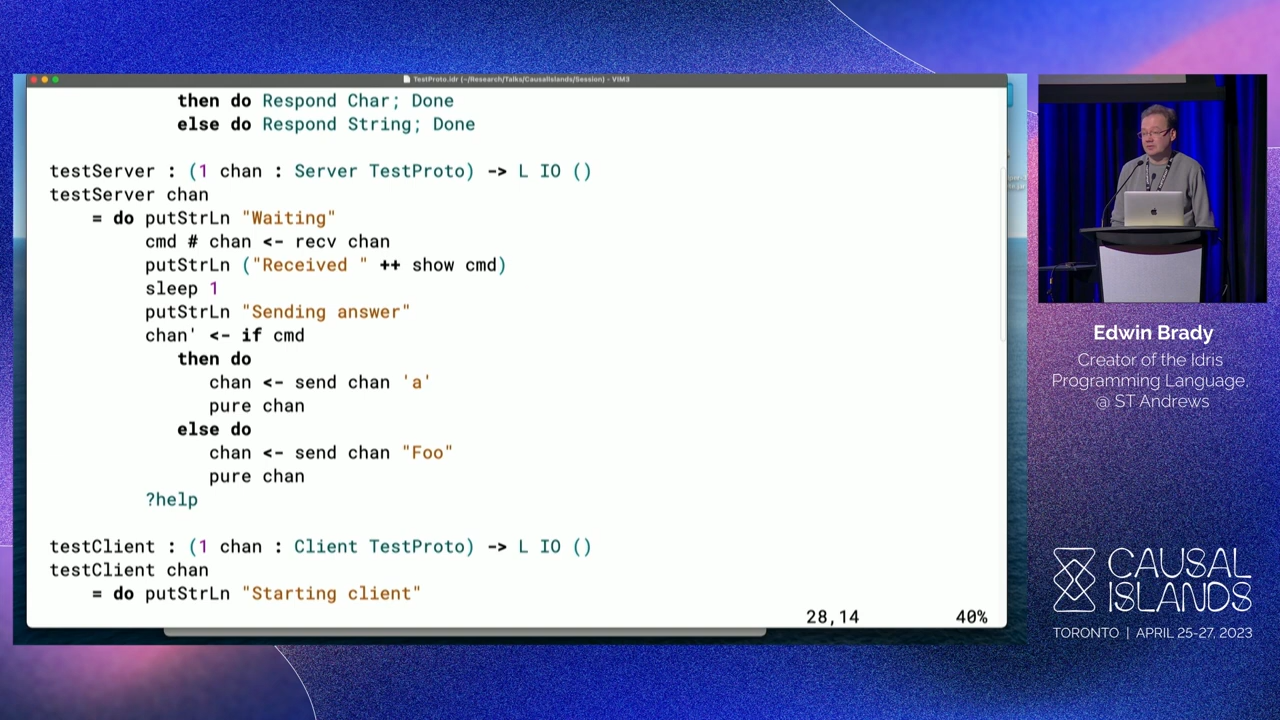 TestProto.idr (~/Research/Talks/CausalIslands/Session) - VIM3
then do Respond Char; Done
else do Respond String; Done
testServer : (1 chan : Server TestProto) -> L IO ()
testServer chan
= do putStrLn "Waiting"
cmd # chan <- recv chan
putStrLn ("Received " ++ show cmd)
sleep 1
putStrLn "Sending answer"
chan' <- if cmd
then do
chan <- send chan 'a'
pure chan
else do
chan <- send chan "Foo"
pure chan
?help
testClient : (1 chan : Client TestProto) -> L IO ()
testClient chan
= do putStrLn "Starting client"
28,14 40%
Edwin Brady
Creator of the Idris
Programming Language,
@ ST Andrews
CAUSAL
ISLANDS
TORONTO | APRIL 25-27, 2023